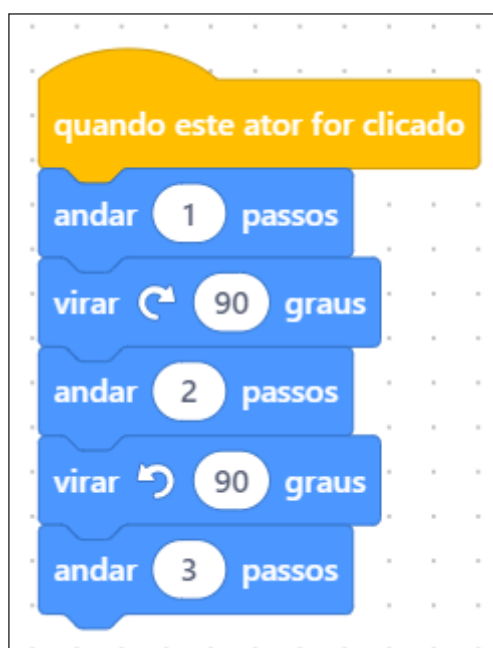 quando este ator for clicado
andar 1 passos
virar 90 graus
andar 2 passos
virar 90 graus
andar 3 passos